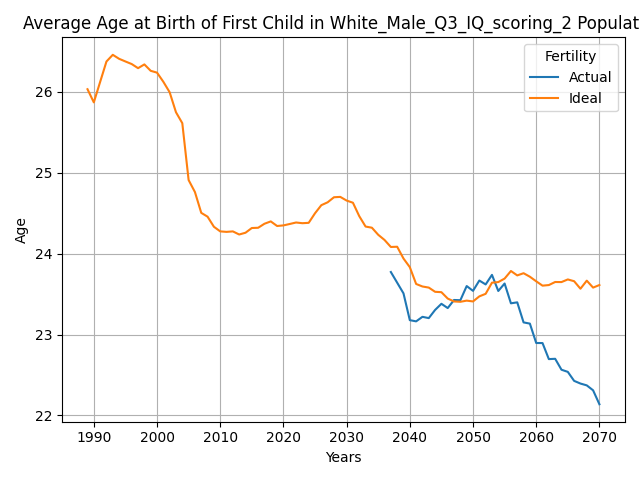 Average Age at Birth of First Child in White_Male_Q3_IQ_scoring_2 Populat
Fertility
Actual
Ideal
Age
26
25
24
23
22
1990 2000 2010 2020 2030 2040 2050 2060 2070
Years